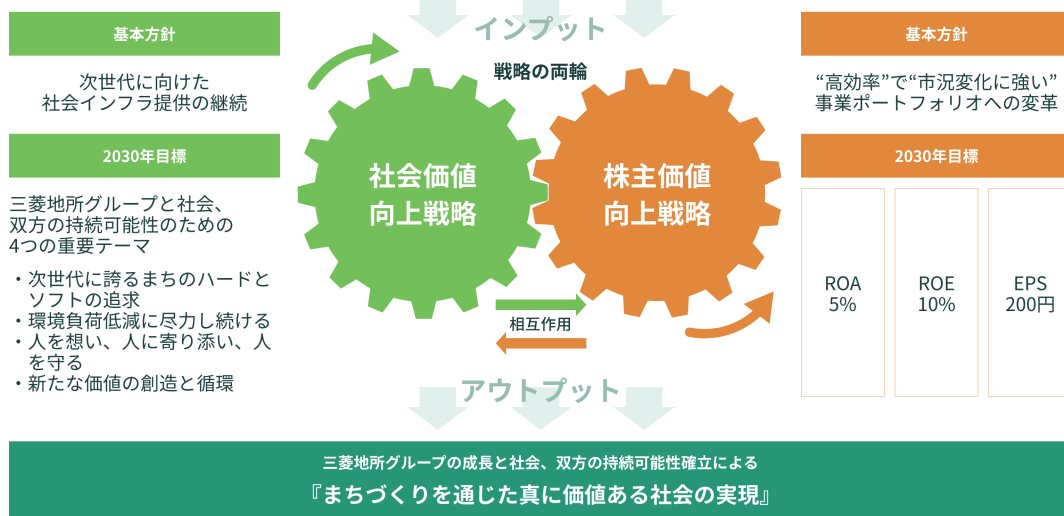 インプット
戦略の両輪
基本方針
次世代に向けた
社会インフラ提供の継続
2030年目標
三菱地所グループと社会、
双方の持続可能性のための
4つの重要テーマ
・次世代に誇るまちのハードと
ソフトの追求
・環境負荷低減に尽力し続ける
・人を想い、人に寄り添い、人
を守る
・新たな価値の創造と循環
社会価値
向上戦略
株主価値
向上戦略
相互作用
基本方針
“高効率”で“市況変化に強い”
事業ポートフォリオへの変革
2030年目標
ROA
5%
ROE
10%
EPS
200円
アウトプット
三菱地所グループの成長と社会、双方の持続可能性確立による
『まちづくりを通じた真に価値ある社会の実現』